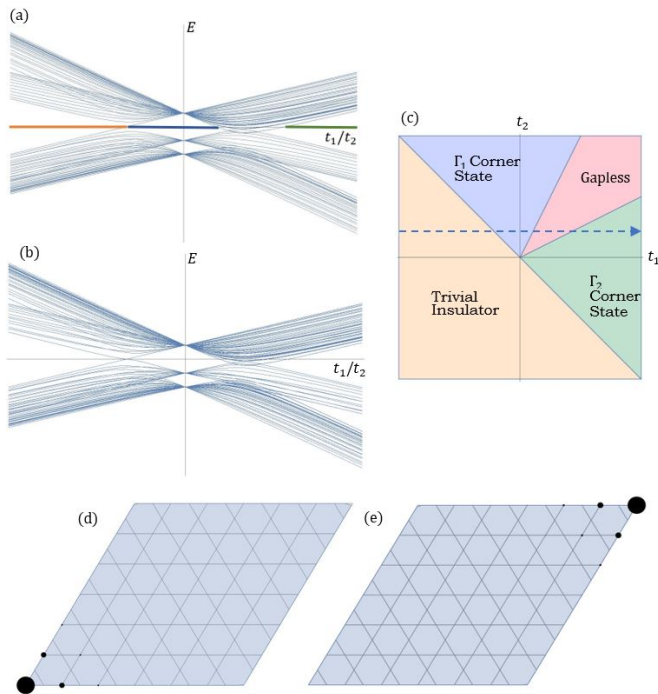 (a)
E
t₁/t₂
(b)
E
t₁/t₂
(c)
t₂
t₁
Γ₁ Corner
State
Gapless
Trivial
Insulator
Γ₂
Corner
State
(d)
(e)